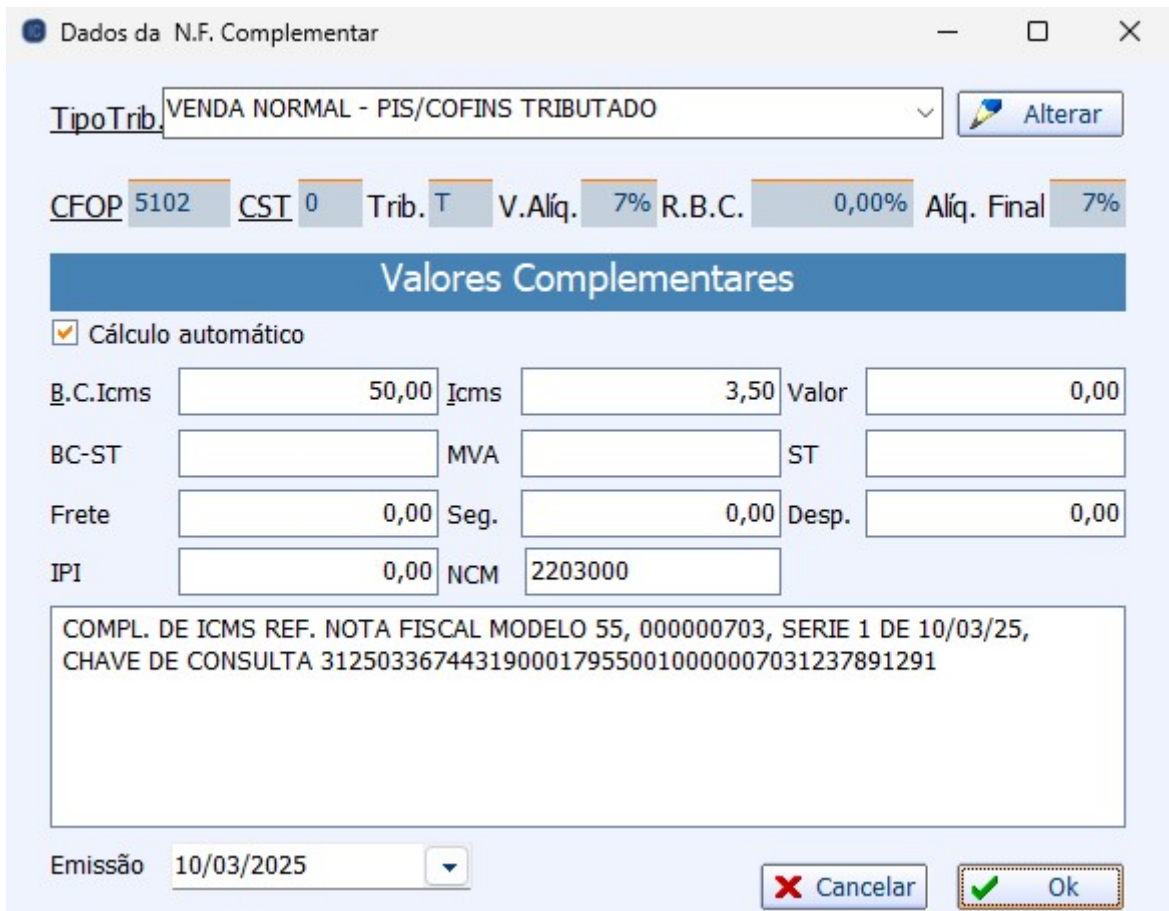 Dados da N.F. Complementar
TipoTrib. VENDA NORMAL - PIS/COFINS TRIBUTADO Alterar
CFOP 5102 CST 0 Trib. T V.Alíq. 7% R.B.C. 0,00% Alíq. Final 7%
Valores Complementares
Cálculo automático
B.C.Icms 50,00 Icms 3,50 Valor 0,00
BC-ST MVA ST
Frete 0,00 Seg. 0,00 Desp. 0,00
IPI 0,00 NCM 2203000
COMPL. DE ICMS REF. NOTA FISCAL MODELO 55, 000000703, SERIE 1 DE 10/03/25,
CHAVE DE CONSULTA 31250336744319000179550010000007031237891291
Emissão 10/03/2025 Cancelar Ok